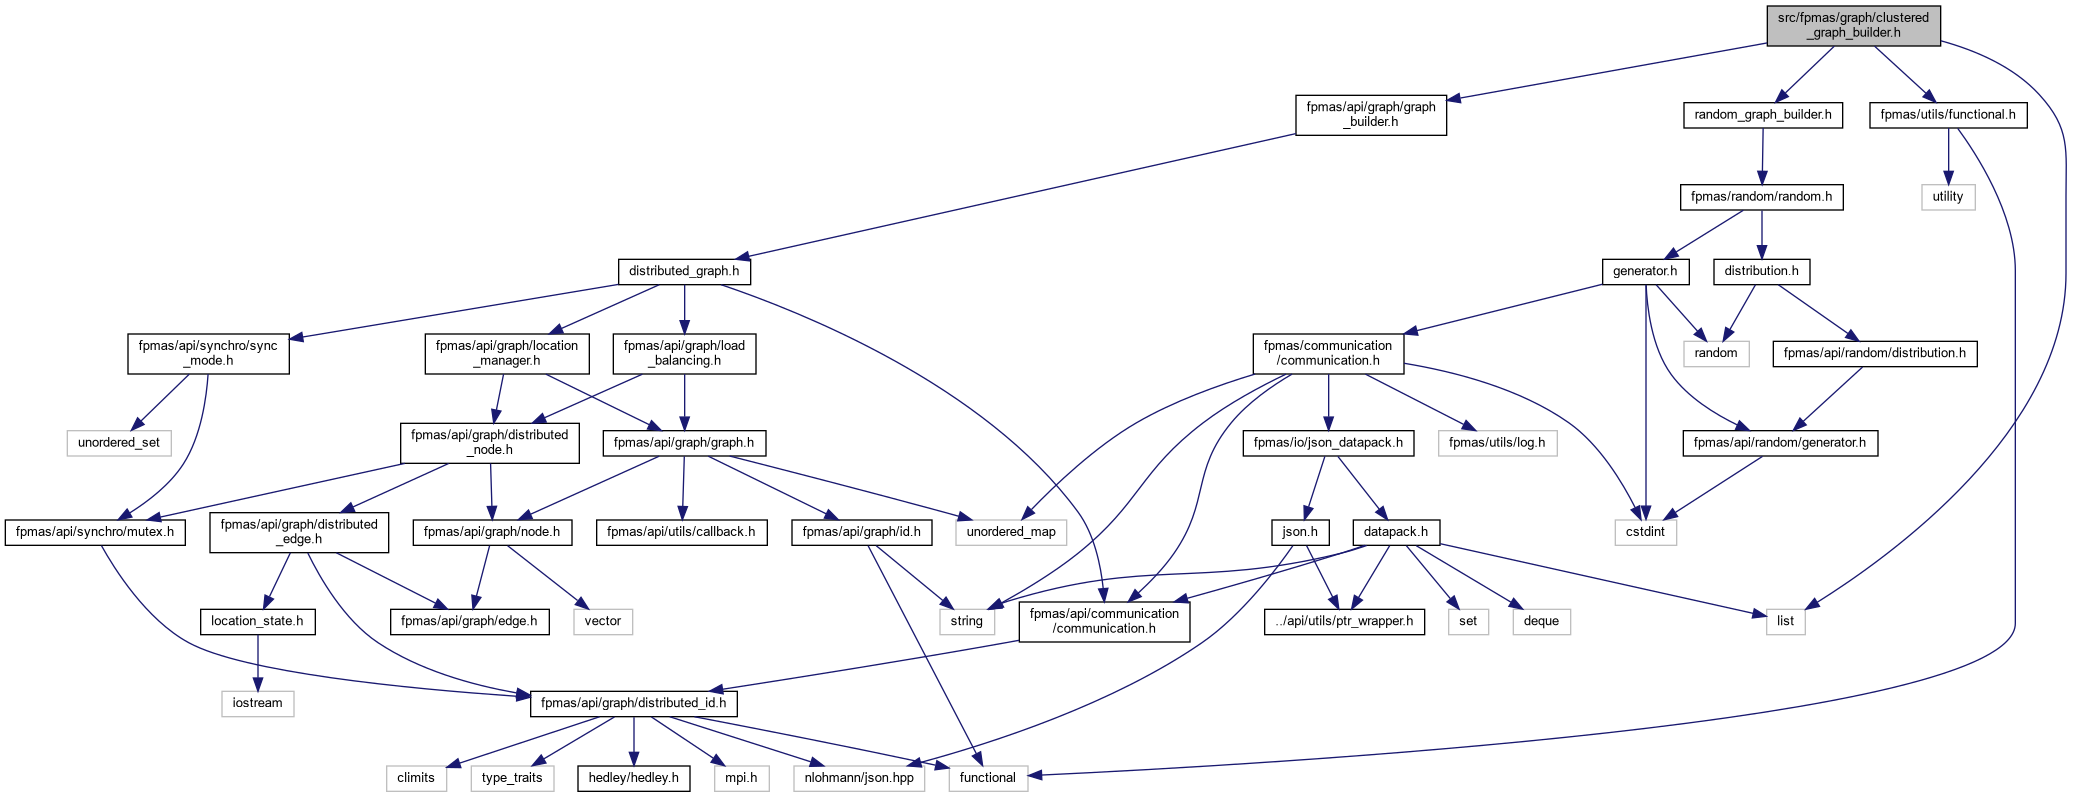 src/fpmas/graph/clustered
_graph_builder.h
fpmas/api/graph/graph
_builder.h
random_graph_builder.h
fpmas/utils/functional.h
fpmas/random/random.h
utility
distributed_graph.h
generator.h
distribution.h
fpmas/api/synchro/sync
_mode.h
fpmas/api/graph/location
_manager.h
fpmas/api/graph/load
_balancing.h
fpmas/communication
/communication.h
random
fpmas/api/random/distribution.h
unordered_set
fpmas/api/graph/distributed
_node.h
fpmas/api/graph/graph.h
fpmas/io/json_datapack.h
fpmas/utils/log.h
fpmas/api/random/generator.h
fpmas/api/synchro/mutex.h
fpmas/api/graph/distributed
_edge.h
fpmas/api/graph/node.h
fpmas/api/utils/callback.h
fpmas/api/graph/id.h
unordered_map
json.h
datapack.h
cstdint
location_state.h
fpmas/api/graph/edge.h
vector
string
fpmas/api/communication
/communication.h
../api/utils/ptr_wrapper.h
set
deque
list
iostream
fpmas/api/graph/distributed_id.h
climits
type_traits
hedley/hedley.h
mpi.h
nlohmann/json.hpp
functional